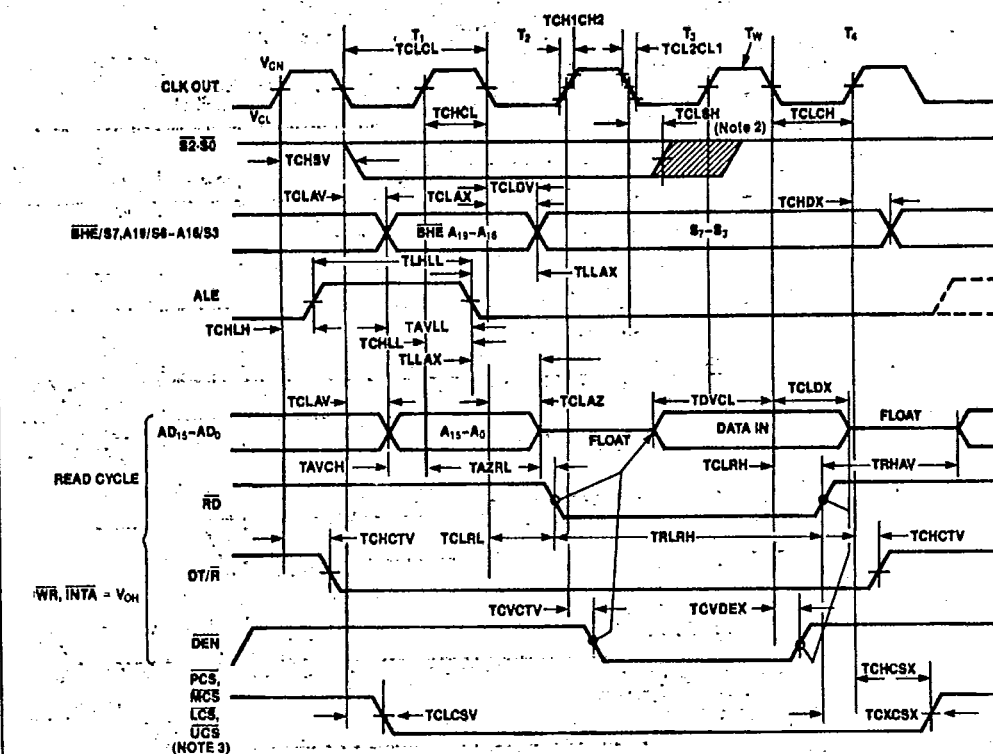 TCH1CH2
T1
TCLCL
T2
T3
TCL2CL1
TW
T4
VCH
CLK OUT
VCL
TCHCL
TCLSH
(Note 2)
TCLCH
S2-S0
TCHSV
TCLAV
TCLAX
TCLDV
TCHDX
BHE/S7,A19/S6-A16/S3
BHE A19-A16
S7-S3
TLHLL
TLLAX
ALE
TCHLH
TAVLL
TCHLL
TLLAX
TCLAV
TCLAZ
TDVCL
TCLDX
AD15-AD0
A15-A0
FLOAT
DATA IN
FLOAT
TAVCH
TAZRL
TCLRH
TRHAV
READ CYCLE
RD
TCHCTV
TCLRL
TRLRH
TCHCTV
DT/R
WR, INTA = VOH
TCVCTV
TCVDEX
DEN
PCS,
MCS
LCS,
UCS
(NOTE 3)
TCLCSV
TCHCSX
TCXCSX